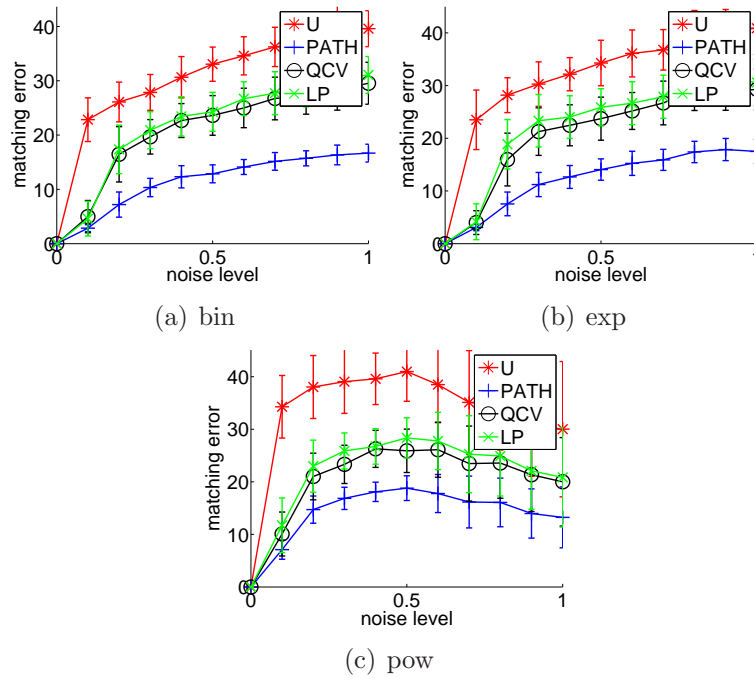 40
30
20
10
0
0
0.5
1
matching error
noise level
U
PATH
QCV
LP
(a) bin
40
30
20
10
0
0
0.5
1
matching error
noise level
U
PATH
QCV
LP
(b) exp
40
30
20
10
0
0
0.5
1
matching error
noise level
U
PATH
QCV
LP
(c) pow